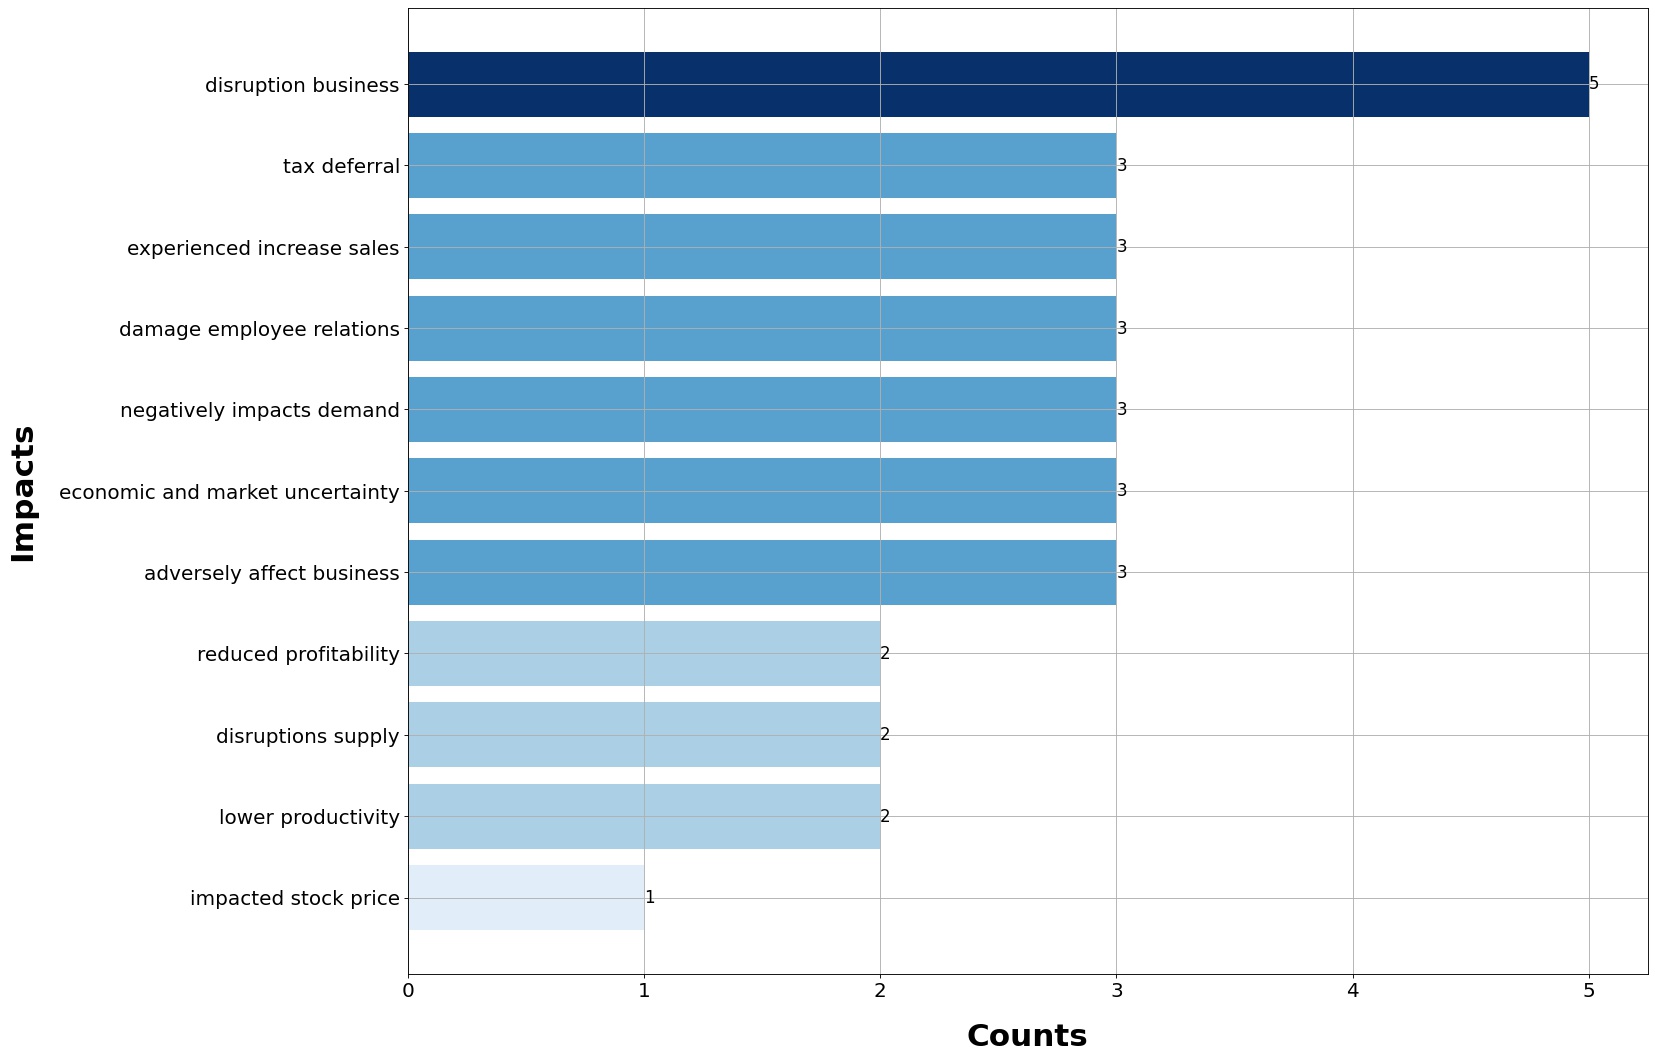 disruption business
5
tax deferral
3
experienced increase sales
3
damage employee relations
3
negatively impacts demand
3
economic and market uncertainty
3
adversely affect business
3
reduced profitability
2
disruptions supply
2
lower productivity
2
impacted stock price
1
Impacts
0 1 2 3 4 5
Counts